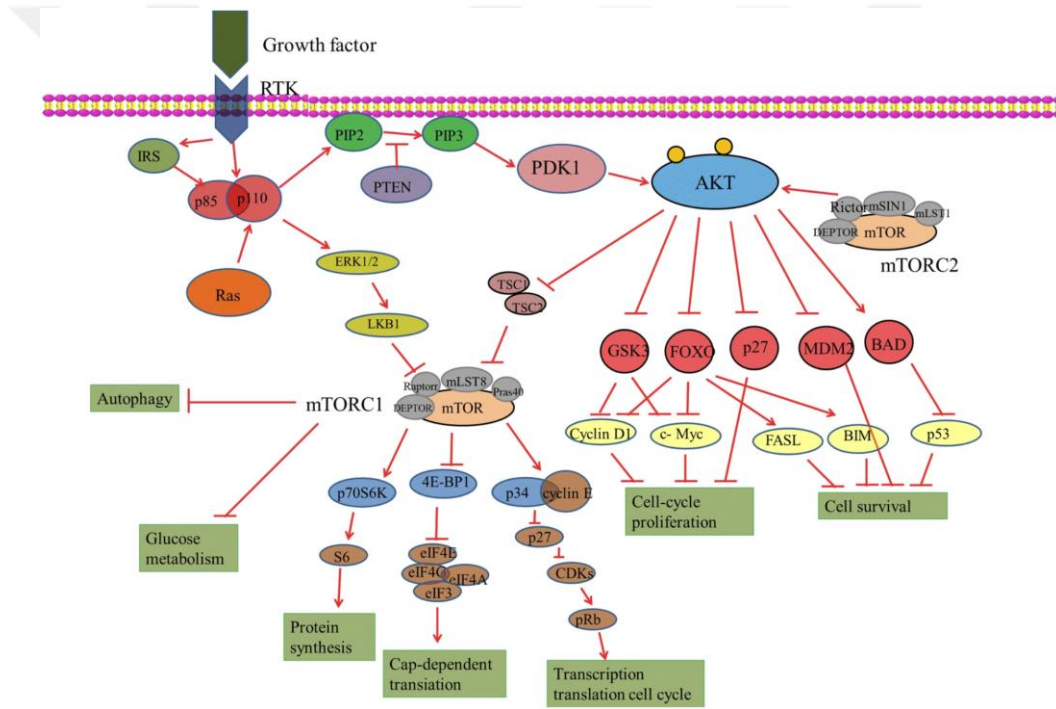 Growth factor
RTK
IRS
PIP2
PIP3
PTEN
PDK1
AKT
p85
p110
Rictor
mSIN1
mLST1
DEPTOR
mTOR
mTORC2
ERK1/2
Ras
TSC1
TSC2
LKB1
GSK3
FOXO
p27
MDM2
BAD
Raptorr
mLST8
Pras40
Autophagy
mTORC1
DEPTOR
mTOR
Cyclin D1
c- Myc
FASL
BIM
p53
p70S6K
4E-BP1
p34
cyclin E
Cell-cycle
proliferation
Cell survival
Glucose
metabolism
S6
eIF4E
eIF4G
eIF4A
eIF3
p27
CDKs
pRb
Protein
synthesis
Cap-dependent
transiation
Transcription
translation cell cycle